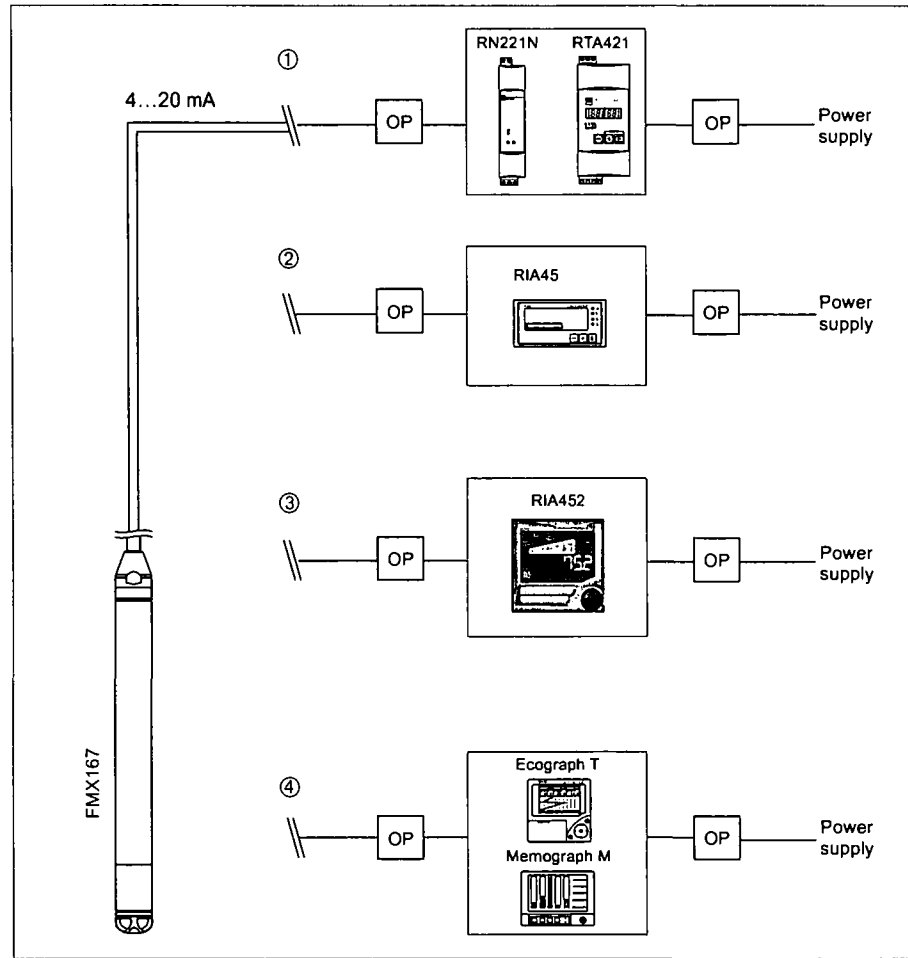 ①
RN221N RTA421
4...20 mA
OP
OP
Power
supply
②
RIA45
OP
OP
Power
supply
③
RIA452
OP
OP
Power
supply
FMX167
④
Ecograph T
OP
OP
Power
supply
Memograph M